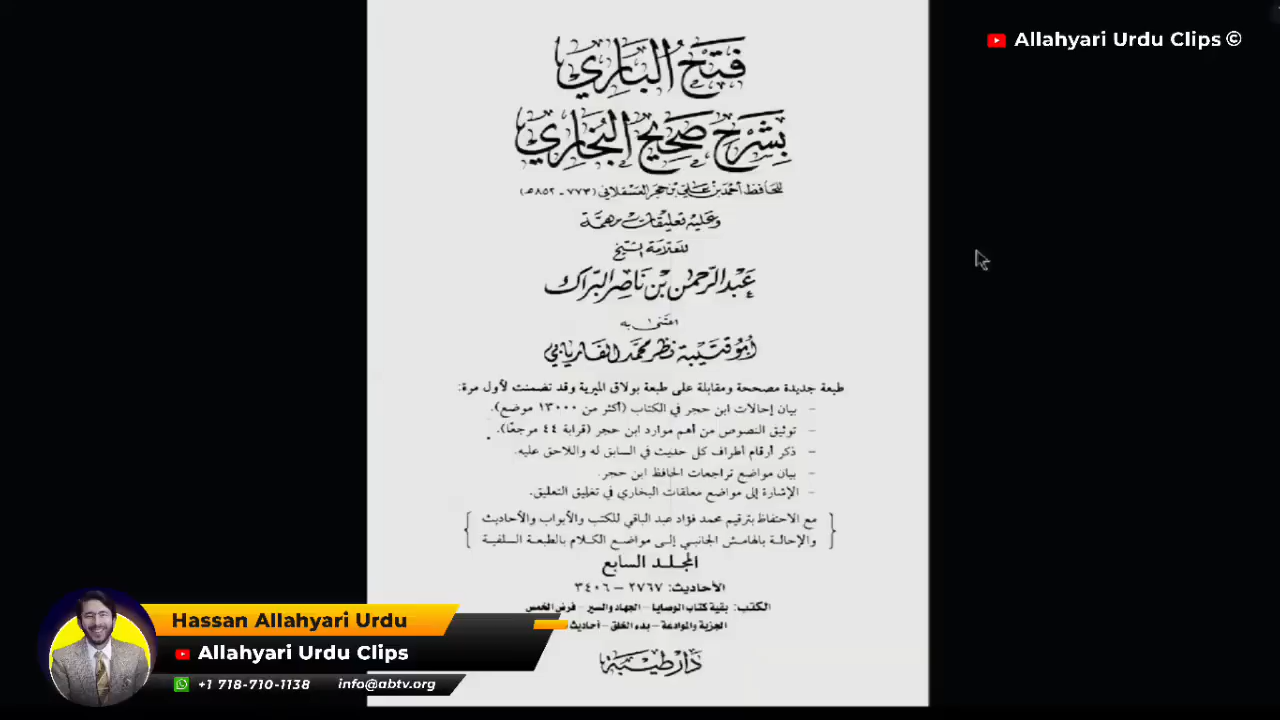 Allahyari Urdu Clips ©
فتح الباري
بشرح صحيح البخاري
للحافظ أحمد بن علي بن حجر العسقلاني (٧٧٣ - ٨٥٢هـ)
وعليه تعليقات مهمة
للعلامة الشيخ
عبد الرحمن بن ناصر البراك
اعتنى به
أبو قتيبة نظر محمد الفاريابي
طبعة جديدة مصححة ومقابلة على طبعة بولاق الميرية وقد تضمنت لأول مرة:
- بيان إحالات ابن حجر في الكتاب (أكثر من ١٣٠٠٠ موضع).
- توثيق النصوص من أهم موارد ابن حجر (قرابة ٤٤ مرجعًا).
- ذكر أرقام أطراف كل حديث في السابق له واللاحق عليه.
- بيان مواضع تراجعات الحافظ ابن حجر.
- الإشارة إلى مواضع معلقات البخاري في تغليق التعليق.
{ مع الاحتفاظ بترقيم محمد فؤاد عبد الباقي للكتب والأبواب والأحاديث
والإحالة بالهامش الجانبي إلى مواضع الكلام بالطبعة السلفية }
المجلد السابع
الأحاديث: ٢٧٦٧ - ٣٤٠٦
الكتب: بقية كتاب الوصايا - الجهاد والسير - فرض الخمس
الجزية والموادعة - بدء الخلق - أحاديث
دار طيبة
Hassan Allahyari Urdu
Allahyari Urdu Clips
+1 718-710-1138 info@abtv.org